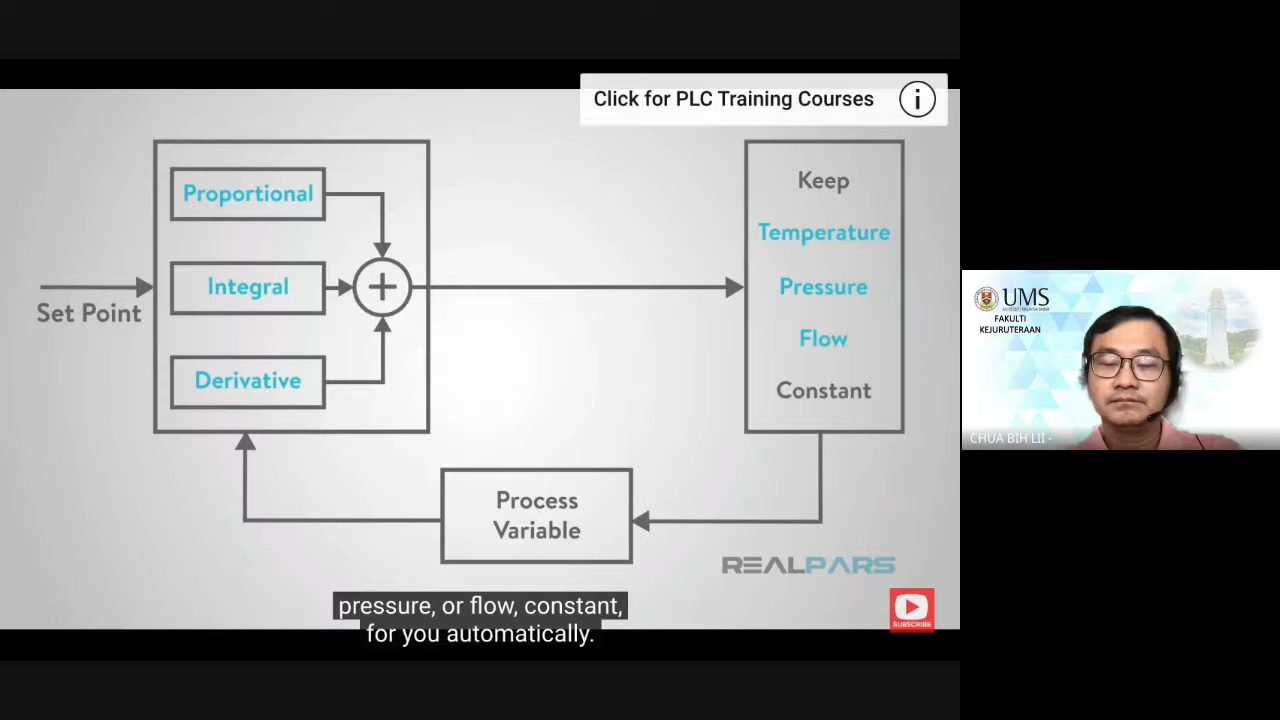 Click for PLC Training Courses
i
Proportional
Integral
Derivative
Set Point
Keep
Temperature
Pressure
Flow
Constant
Process
Variable
REALPARS
SUBSCRIBE
pressure, or flow, constant,
for you automatically.
UMS
FAKULTI
KEJURUTERAAN
CHUA BIH LII -